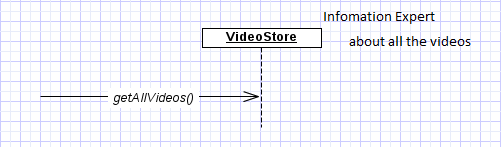 Infomation Expert
VideoStore
about all the videos
getAllVideos()